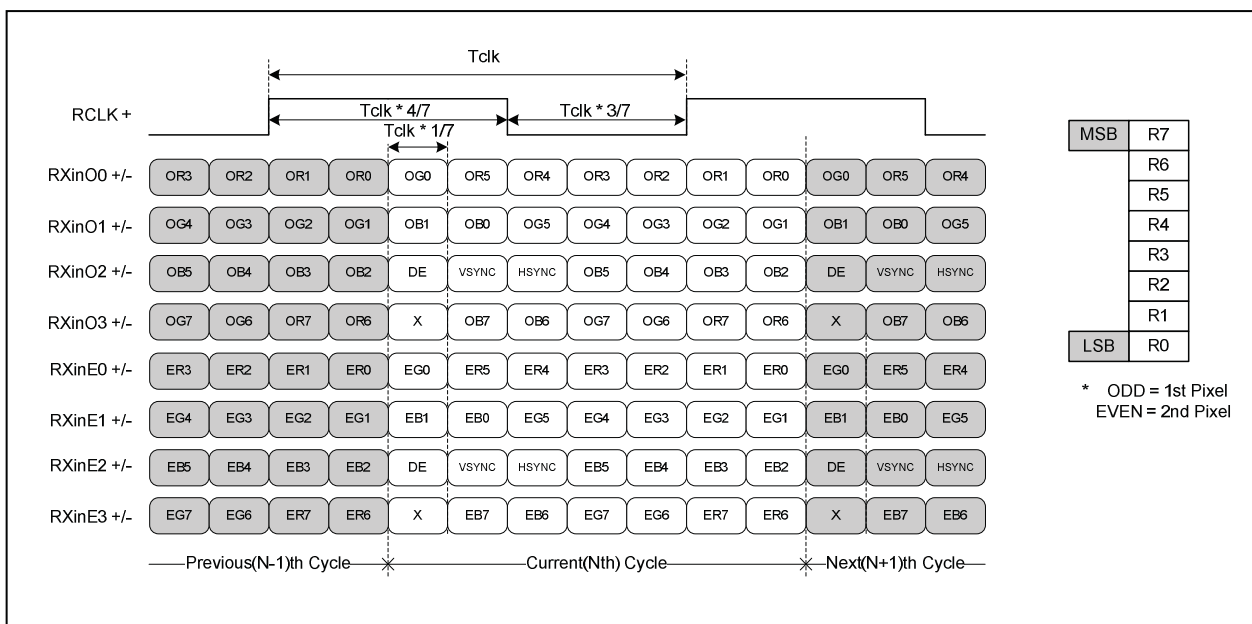 Tclk
RCLK +
Tclk * 4/7
Tclk * 3/7
Tclk * 1/7
RXinO0 +/- OR3 OR2 OR1 OR0 OG0 OR5 OR4 OR3 OR2 OR1 OR0 OG0 OR5 OR4
RXinO1 +/- OG4 OG3 OG2 OG1 OB1 OB0 OG5 OG4 OG3 OG2 OG1 OB1 OB0 OG5
RXinO2 +/- OB5 OB4 OB3 OB2 DE VSYNC HSYNC OB5 OB4 OB3 OB2 DE VSYNC HSYNC
RXinO3 +/- OG7 OG6 OR7 OR6 X OB7 OB6 OG7 OG6 OR7 OR6 X OB7 OB6
RXinE0 +/- ER3 ER2 ER1 ER0 EG0 ER5 ER4 ER3 ER2 ER1 ER0 EG0 ER5 ER4
RXinE1 +/- EG4 EG3 EG2 EG1 EB1 EB0 EG5 EG4 EG3 EG2 EG1 EB1 EB0 EG5
RXinE2 +/- EB5 EB4 EB3 EB2 DE VSYNC HSYNC EB5 EB4 EB3 EB2 DE VSYNC HSYNC
RXinE3 +/- EG7 EG6 ER7 ER6 X EB7 EB6 EG7 EG6 ER7 ER6 X EB7 EB6
Previous(N-1)th Cycle Current(Nth) Cycle Next(N+1)th Cycle
MSB R7
R6
R5
R4
R3
R2
R1
LSB R0
* ODD = 1st Pixel
EVEN = 2nd Pixel